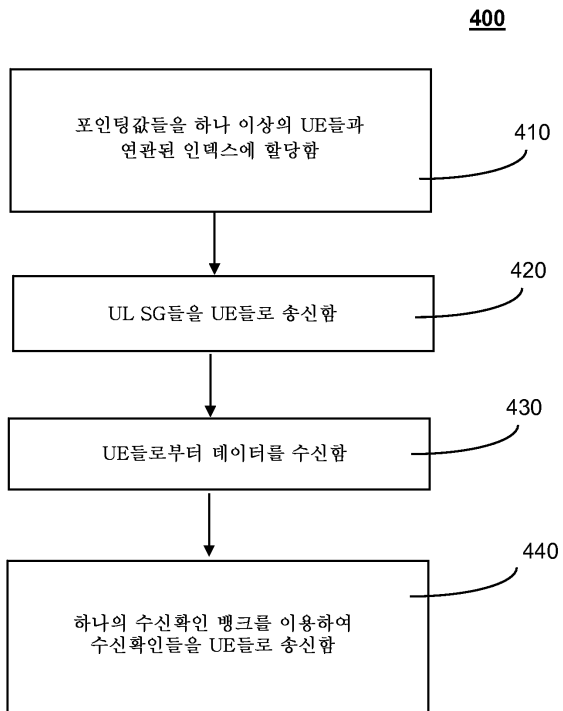 400
포인팅값들을 하나 이상의 UE들과
연관된 인덱스에 할당함
410
UL SG들을 UE들로 송신함
420
UE들로부터 데이터를 수신함
430
하나의 수신확인 뱅크를 이용하여
수신확인들을 UE들로 송신함
440